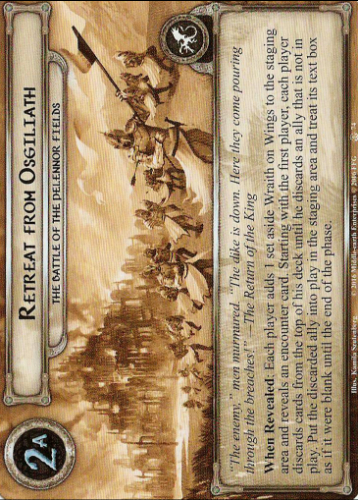 2A
RETREAT FROM OSGILIATH
THE BATTLE OF THE PELENNOR FIELDS
"The enemy," men murmured. "The dike is down. Here they come pouring
through the breaches!" —The Return of the King
When Revealed: Each player adds 1 set aside Wraith on Wings to the staging
area and reveals an encounter card. Starting with the first player, each player
discards cards from the top of his deck until he discards an ally that is not in
play. Put the discarded ally into play in the staging area and treat its text box
as if it were blank until the end of the phase.
Illus. Kamila Szutenberg © 2016 Middle-earth Enterprises © 2016 FFG 74